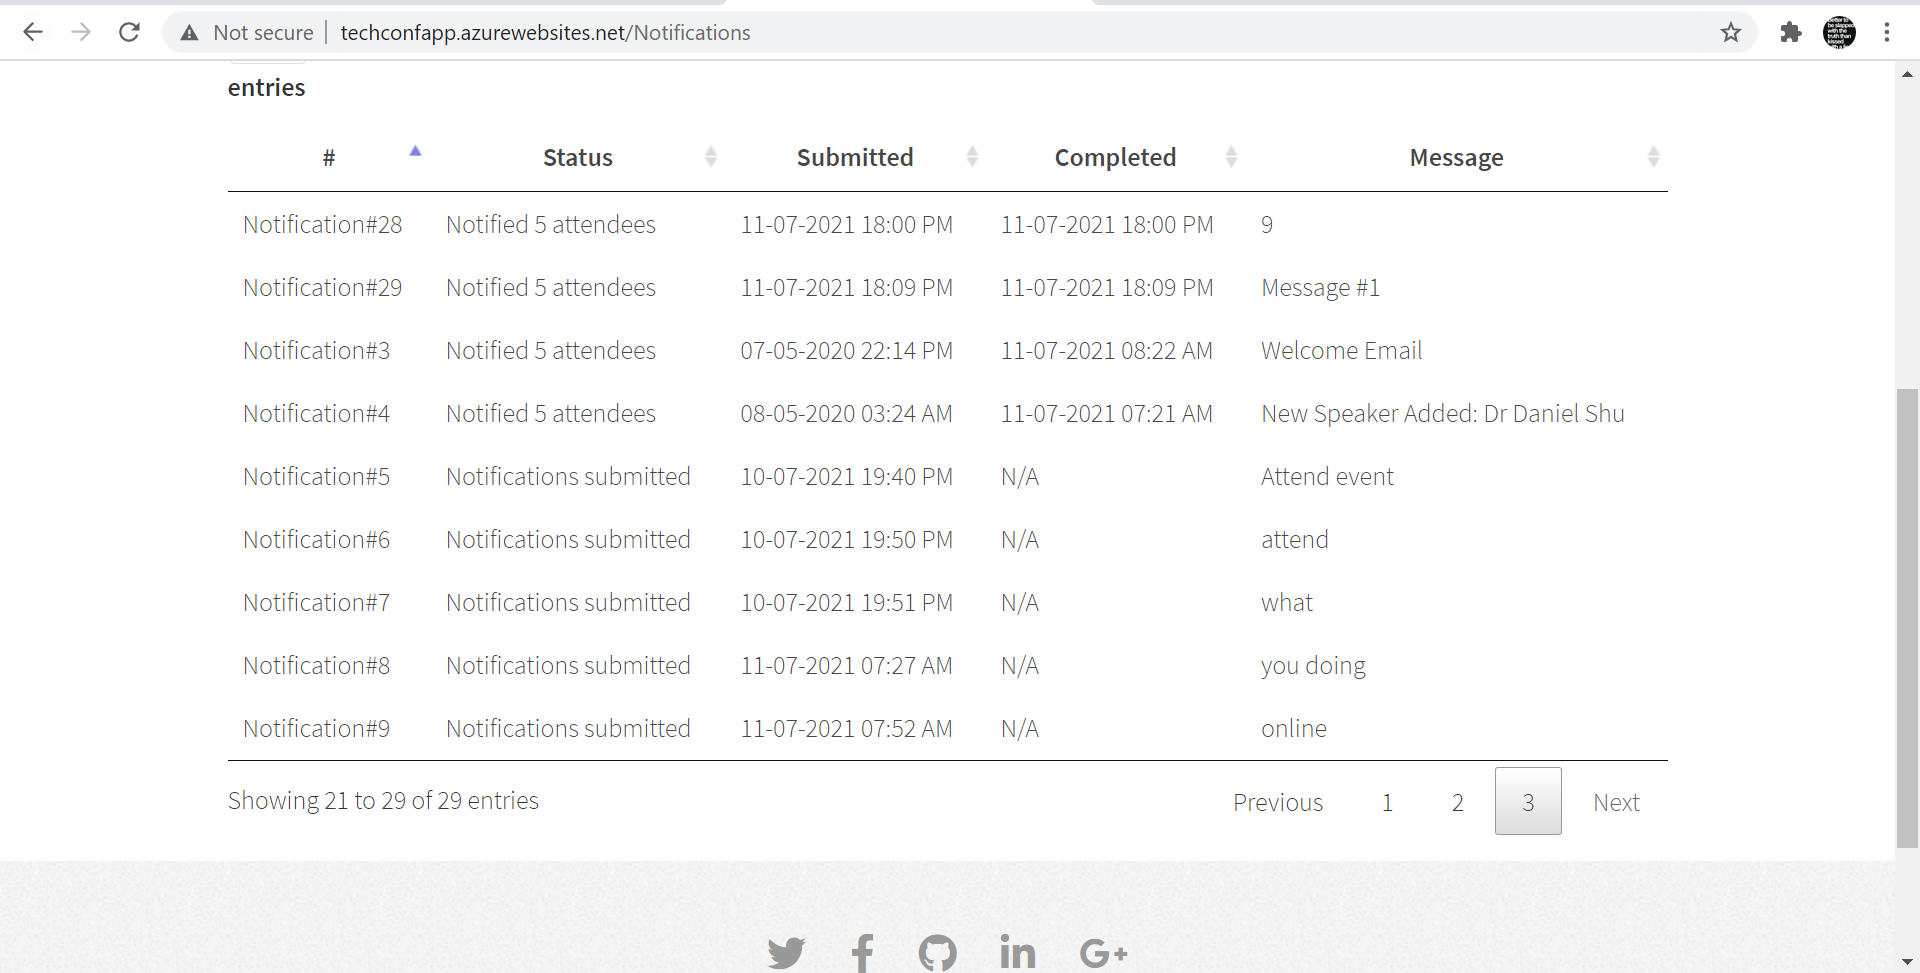 Not secure | techconfapp.azurewebsites.net/Notifications
entries
# Status Submitted Completed Message
Notification#28 Notified 5 attendees 11-07-2021 18:00 PM 11-07-2021 18:00 PM 9
Notification#29 Notified 5 attendees 11-07-2021 18:09 PM 11-07-2021 18:09 PM Message #1
Notification#3 Notified 5 attendees 07-05-2020 22:14 PM 11-07-2021 08:22 AM Welcome Email
Notification#4 Notified 5 attendees 08-05-2020 03:24 AM 11-07-2021 07:21 AM New Speaker Added: Dr Daniel Shu
Notification#5 Notifications submitted 10-07-2021 19:40 PM N/A Attend event
Notification#6 Notifications submitted 10-07-2021 19:50 PM N/A attend
Notification#7 Notifications submitted 10-07-2021 19:51 PM N/A what
Notification#8 Notifications submitted 11-07-2021 07:27 AM N/A you doing
Notification#9 Notifications submitted 11-07-2021 07:52 AM N/A online
Showing 21 to 29 of 29 entries Previous 1 2 3 Next